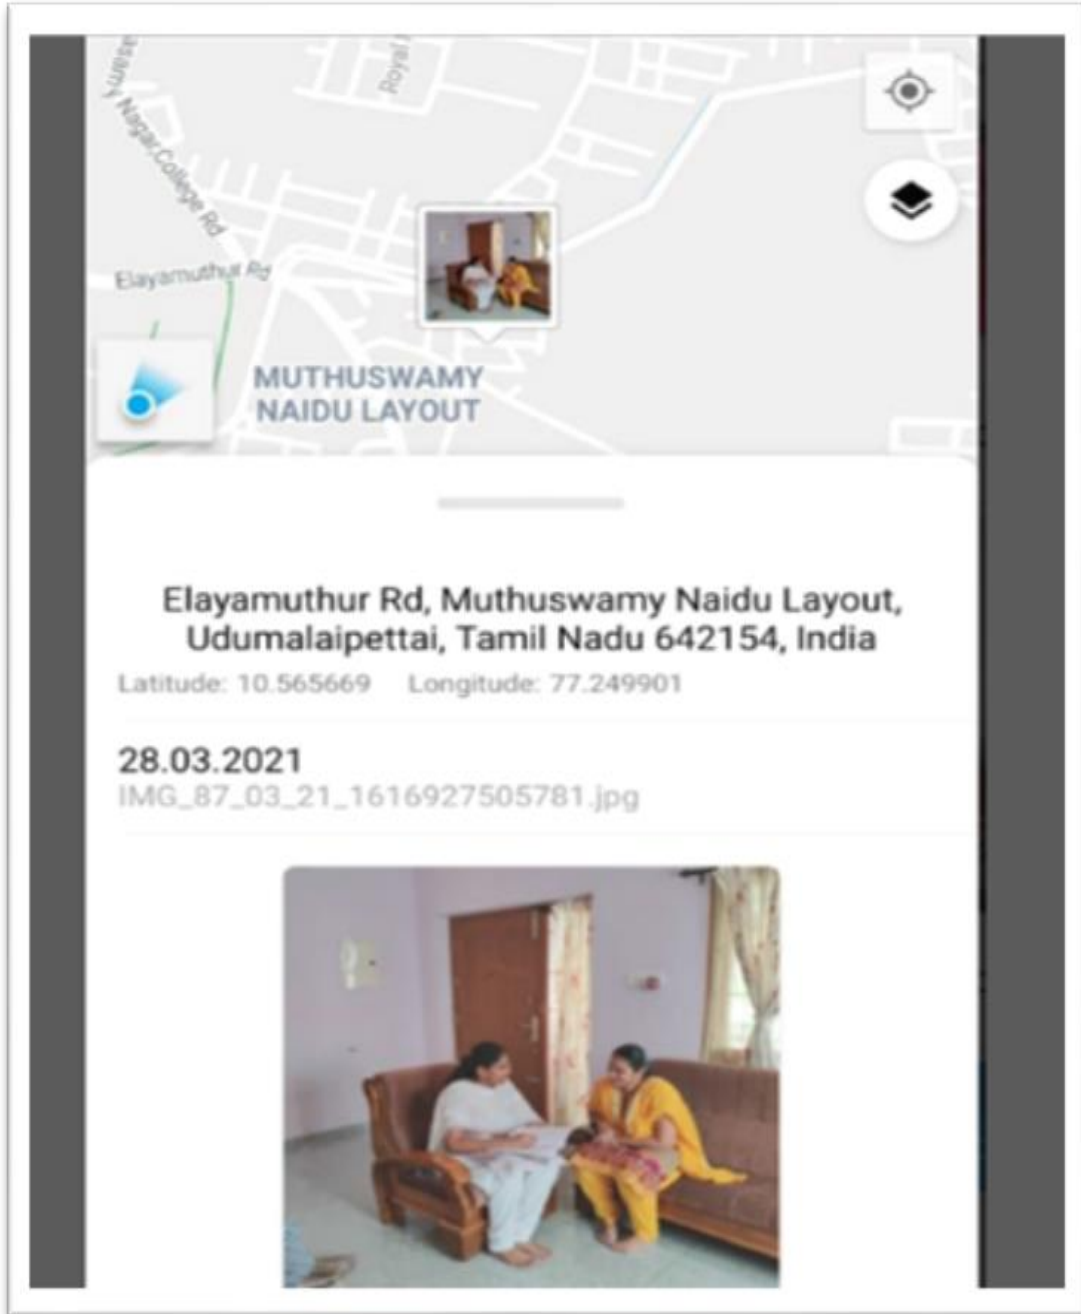 Nagar,College Rd
Royal
Elayamuthur Rd
MUTHUSWAMY
NAIDU LAYOUT
Elayamuthur Rd, Muthuswamy Naidu Layout,
Udumalaipettai, Tamil Nadu 642154, India
Latitude: 10.565669 Longitude: 77.249901
28.03.2021
IMG_87_03_21_1616927505781.jpg